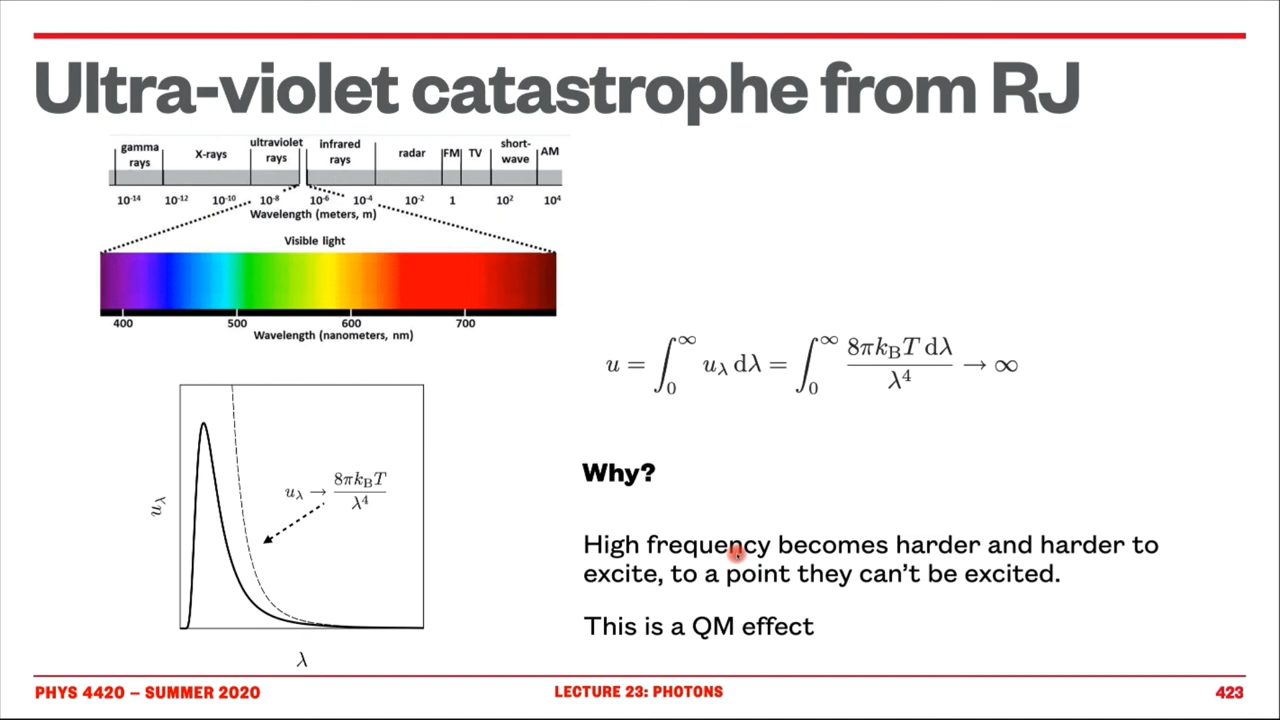 Ultra-violet catastrophe from RJ
gamma rays
X-rays
ultraviolet rays
infrared rays
radar
FM
TV
short-wave
AM
10⁻¹⁴ 10⁻¹² 10⁻¹⁰ 10⁻⁸ 10⁻⁶ 10⁻⁴ 10⁻² 1 10² 10⁴
Wavelength (meters, m)
Visible light
400 500 600 700
Wavelength (nanometers, nm)
u = ∫₀^∞ u_λ dλ = ∫₀^∞ 8πk_BT dλ / λ⁴ → ∞
u_λ → 8πk_BT / λ⁴
u_λ
λ
Why?
High frequency becomes harder and harder to
excite, to a point they can’t be excited.
This is a QM effect
PHYS 4420 – SUMMER 2020
LECTURE 23: PHOTONS
423